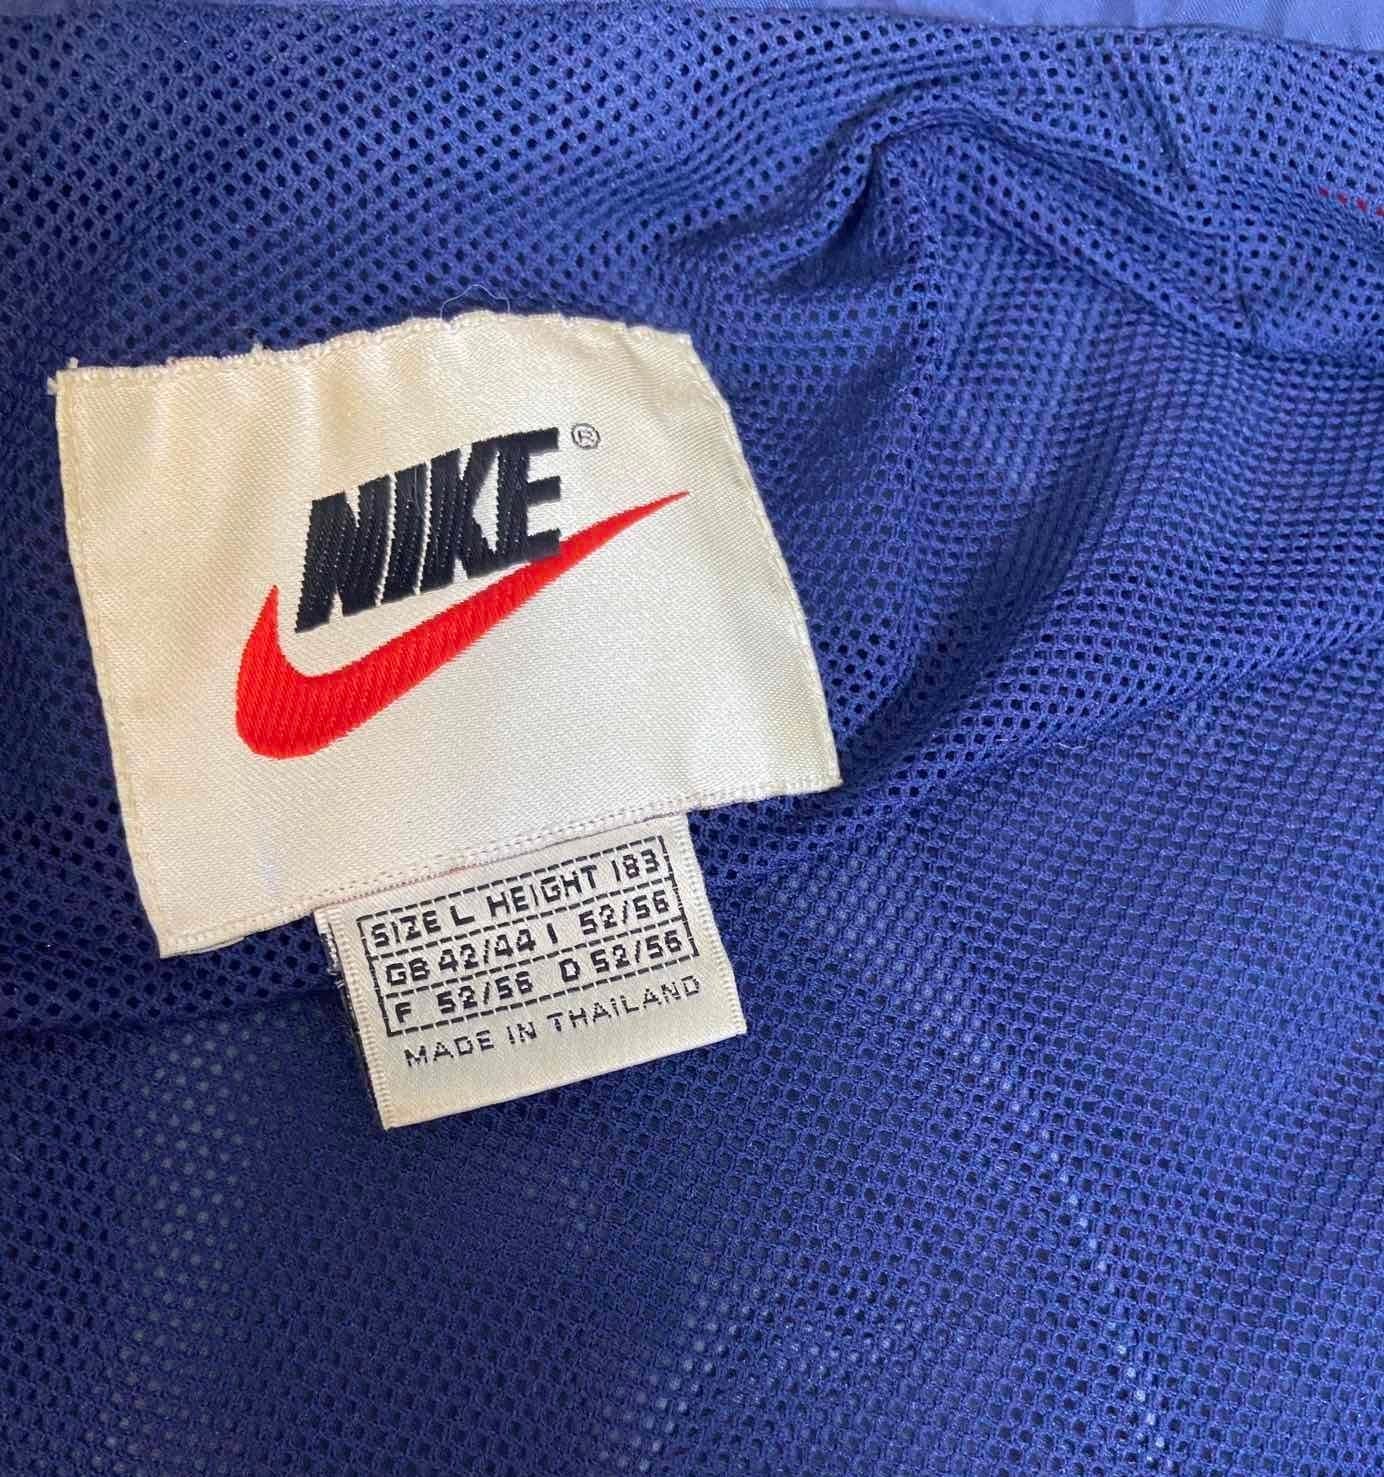 NIKE®
SIZE L HEIGHT 183
GB 42/44 I 52/56
F 52/56 D 52/56
MADE IN THAILAND